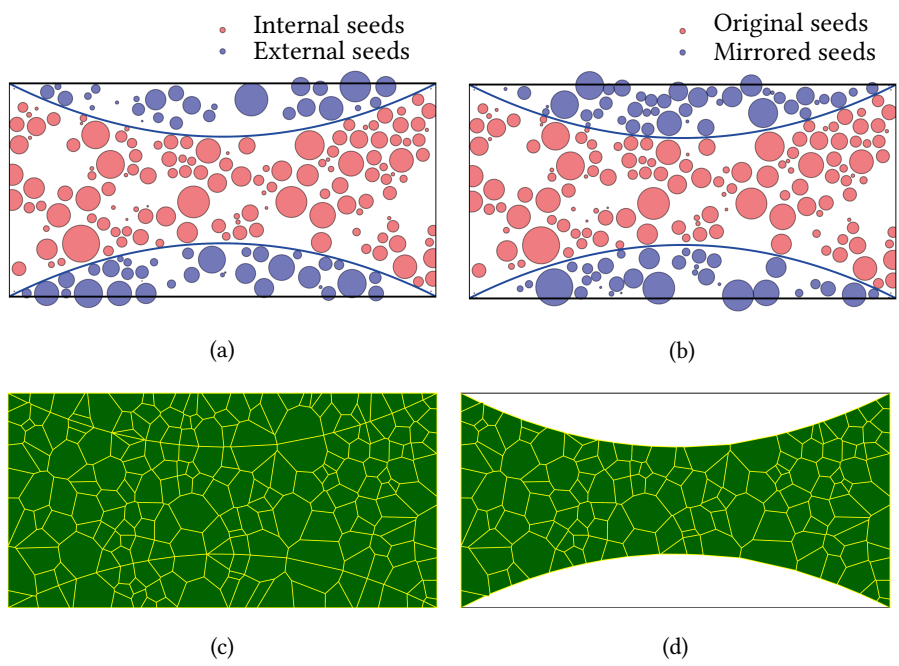 Internal seeds
External seeds
Original seeds
Mirrored seeds
(a)
(b)
(c)
(d)